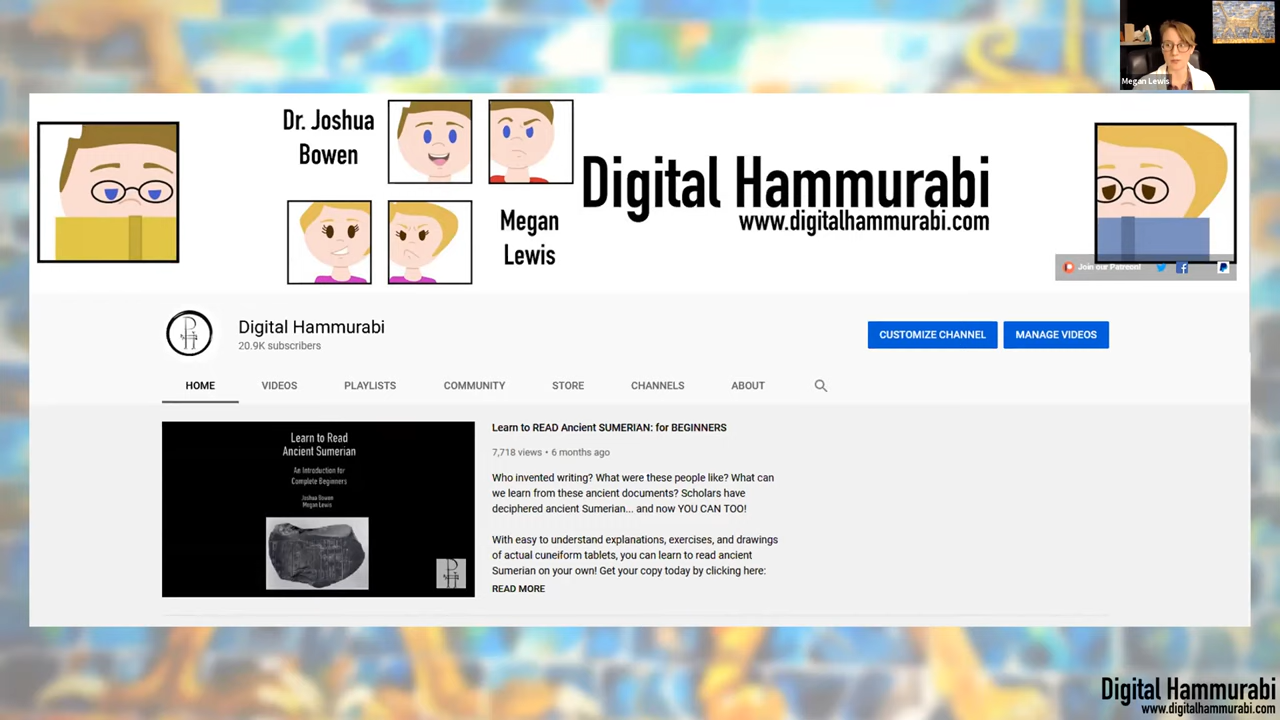 Megan Lewis
Dr. Joshua
Bowen
Megan
Lewis
Digital Hammurabi
www.digitalhammurabi.com
Join our Patreon!
Digital Hammurabi
20.9K subscribers
CUSTOMIZE CHANNEL
MANAGE VIDEOS
HOME
VIDEOS
PLAYLISTS
COMMUNITY
STORE
CHANNELS
ABOUT
Learn to Read
Ancient Sumerian
An Introduction for
Complete Beginners
Joshua Bowen
Megan Lewis
Learn to READ Ancient SUMERIAN: for BEGINNERS
7,718 views • 6 months ago
Who invented writing? What were these people like? What can
we learn from these ancient documents? Scholars have
deciphered ancient Sumerian... and now YOU CAN TOO!
With easy to understand explanations, exercises, and drawings
of actual cuneiform tablets, you can learn to read ancient
Sumerian on your own! Get your copy today by clicking here:
READ MORE
Digital Hammurabi
www.digitalhammurabi.com